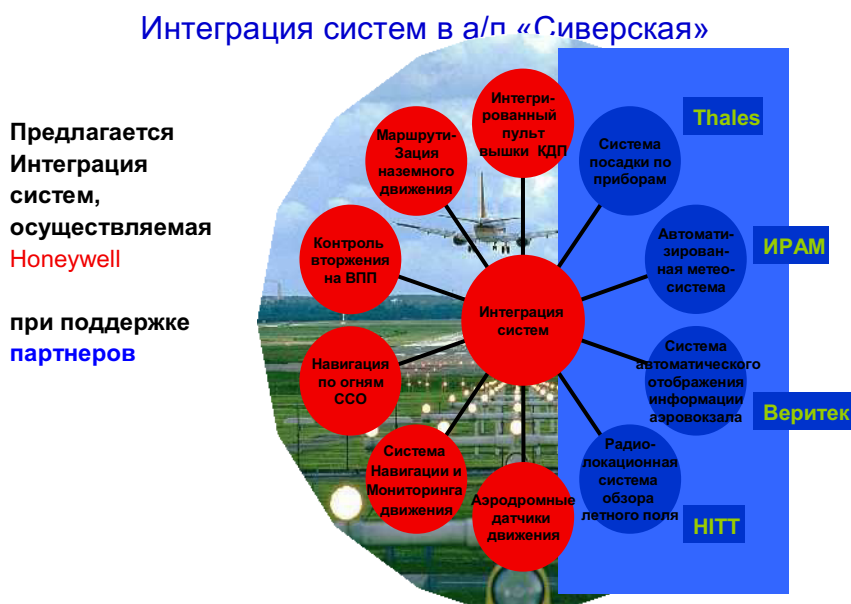 Интеграция систем в а/п «Сиверская»
Предлагается
Интеграция
систем,
осуществляемая
Honeywell
при поддержке
партнеров
Интегри-
рованный
пульт
вышки КДП
Маршрути-
Зация
наземного
движения
Контроль
вторжения
на ВПП
Навигация
по огням
ССО
Система
Навигации и
Мониторинга
движения
Аэродромные
датчики
движения
Интеграция
систем
Система
посадки по
приборам
Автомати-
зирован-
ная метео-
система
Система
автоматического
отображения
информации
аэровокзала
Радио-
локационная
система
обзора
летного поля
Thales
ИРАМ
Веритек
HITT